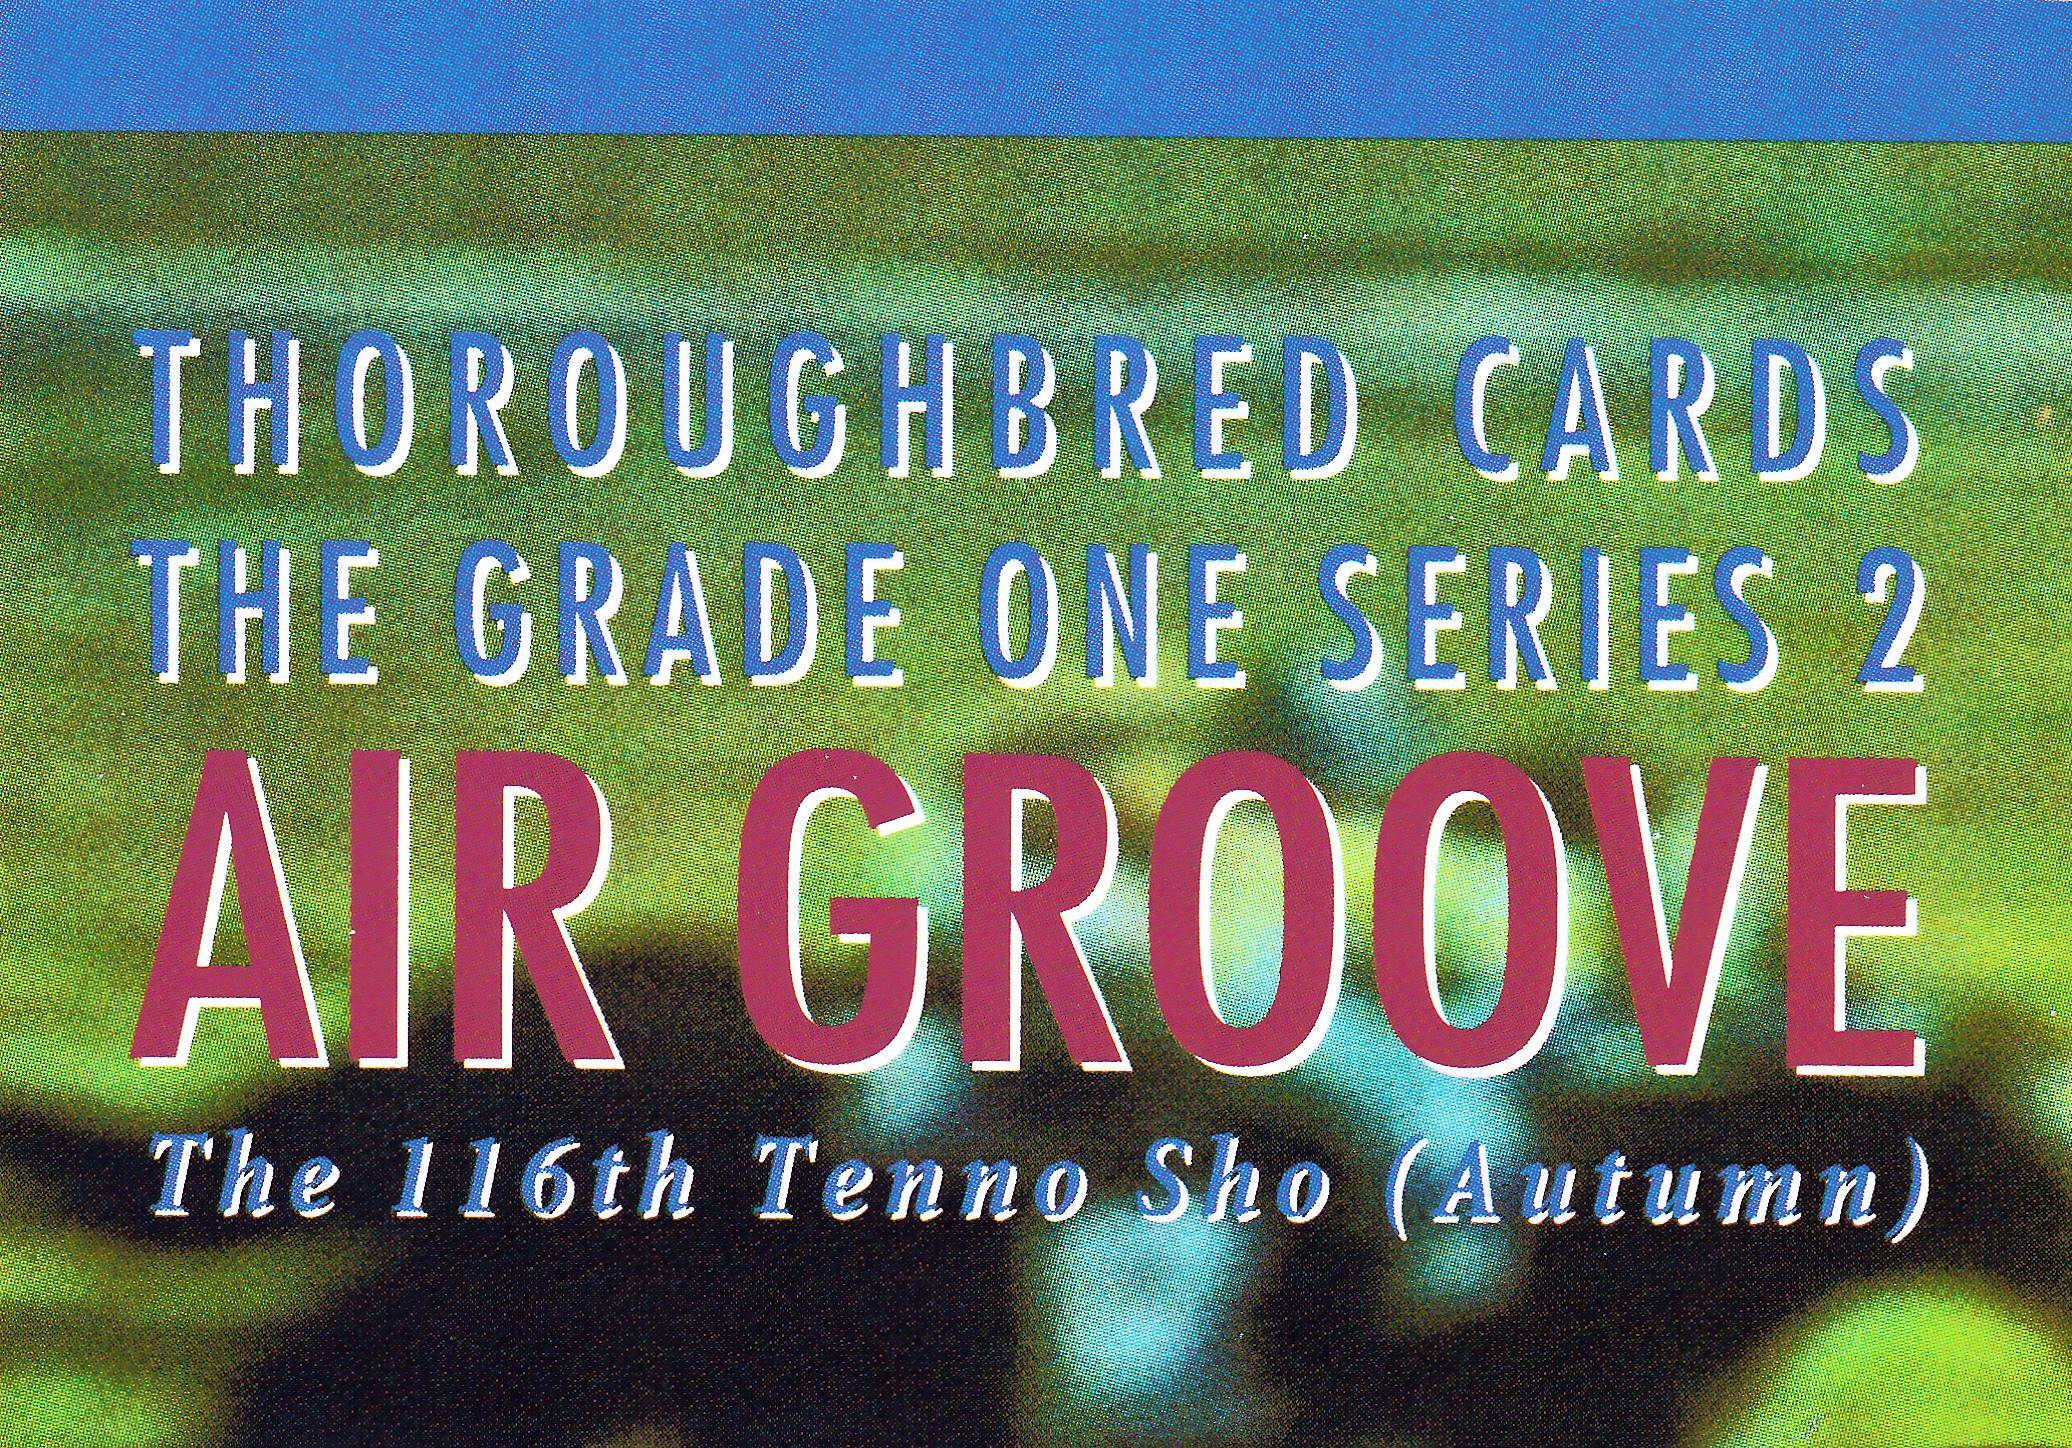 THOROUGHBRED CARDS
THE GRADE ONE SERIES 2
AIR GROOVE
The 116th Tenno Sho (Autumn)